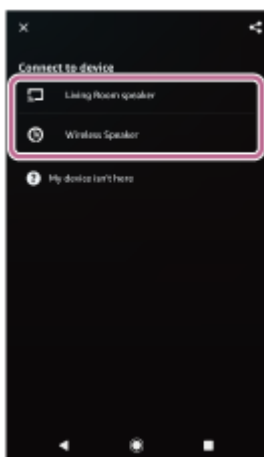 Connect to device
Living Room speaker
Wireless Speaker
My device isn't here